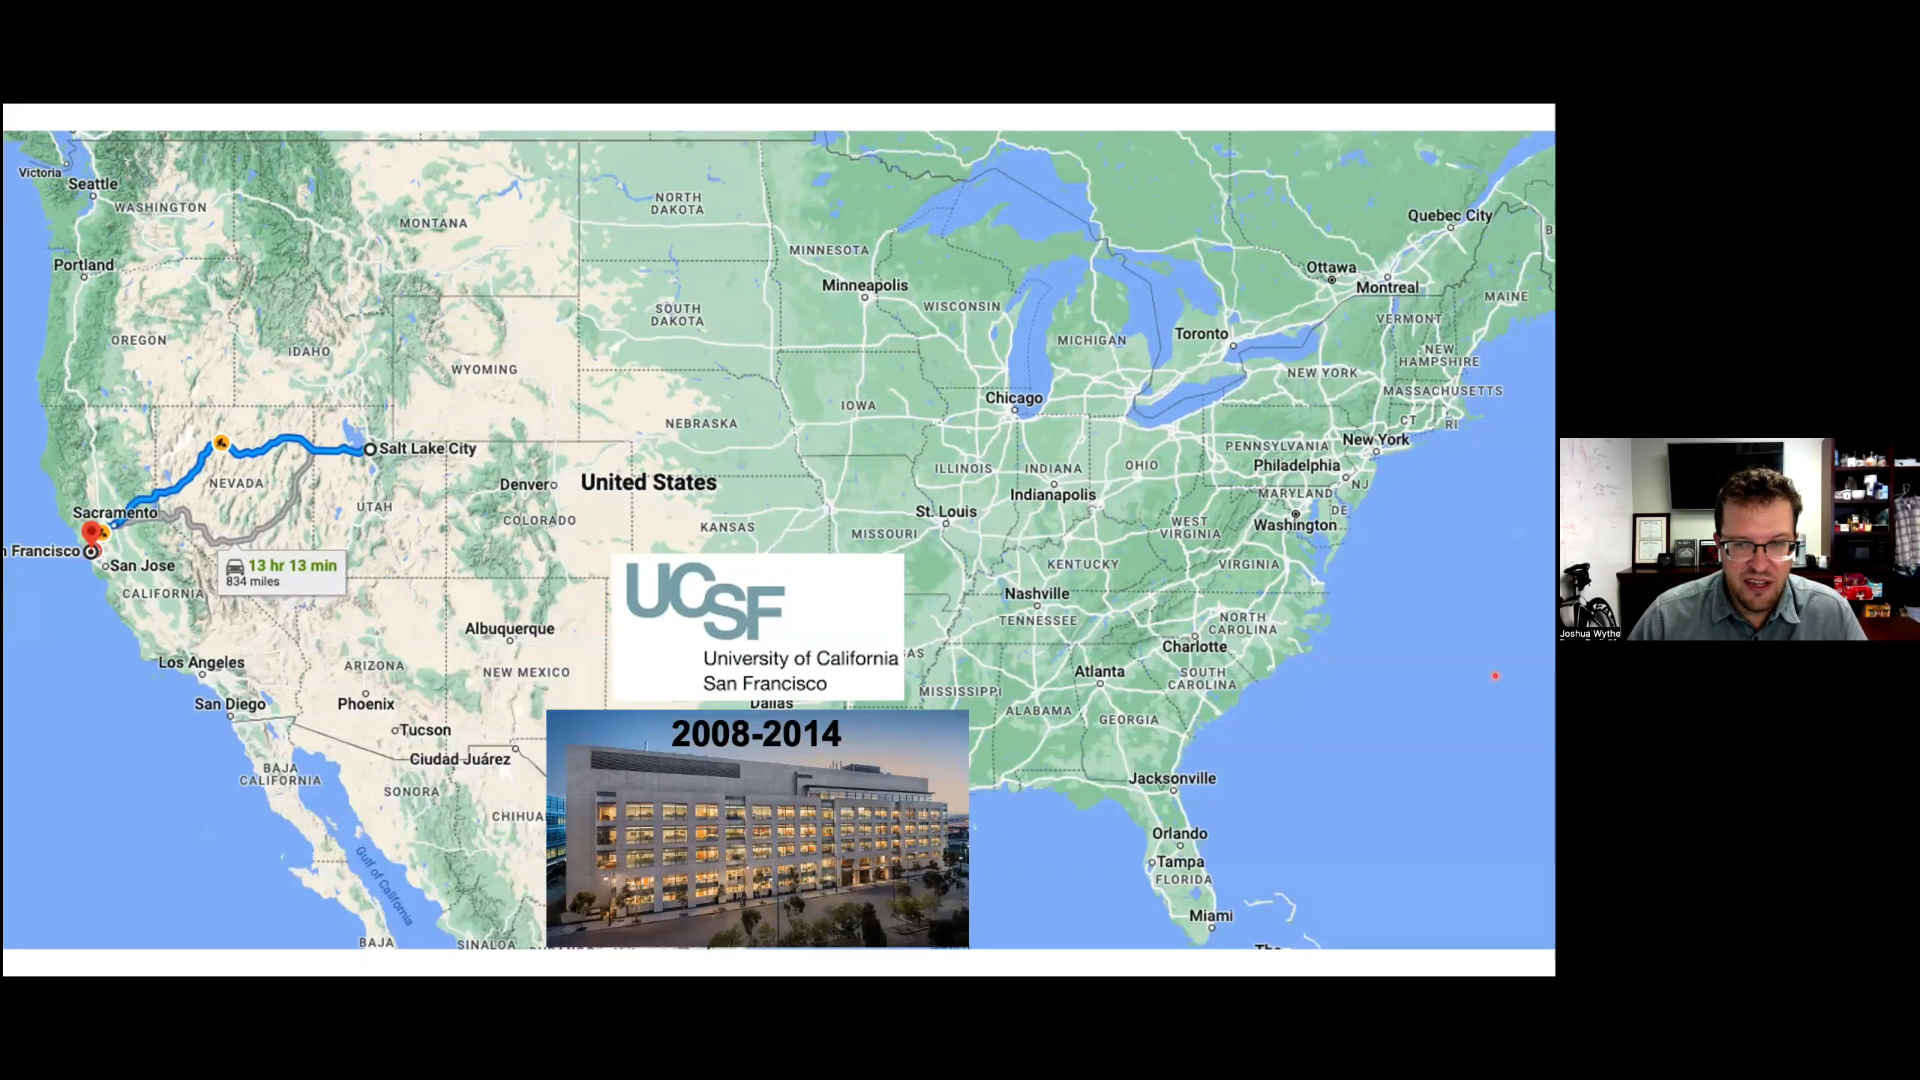 Victoria
Seattle
WASHINGTON
MONTANA
NORTH
DAKOTA
MINNESOTA
Quebec City
Portland
Minneapolis
Ottawa
Montreal
MAINE
SOUTH
DAKOTA
WISCONSIN
VERMONT
OREGON
IDAHO
MICHIGAN
Toronto
NEW
HAMPSHIRE
WYOMING
NEW YORK
MASSACHUSETTS
Chicago
IOWA
NEBRASKA
CT
RI
Salt Lake City
PENNSYLVANIA
New York
NEVADA
Denver
United States
ILLINOIS
INDIANA
OHIO
Philadelphia
NJ
Indianapolis
MARYLAND
UTAH
Sacramento
COLORADO
KANSAS
St. Louis
MISSOURI
WEST
VIRGINIA
DE
Washington
n Francisco
San Jose
13 hr 13 min
834 miles
CALIFORNIA
KENTUCKY
VIRGINIA
UCSF
University of California
San Francisco
Nashville
TENNESSEE
NORTH
CAROLINA
Albuquerque
Charlotte
Los Angeles
ARIZONA
NEW MEXICO
AS
Atlanta
SOUTH
CAROLINA
MISSISSIPPI
San Diego
Phoenix
Dallas
ALABAMA
GEORGIA
Tucson
2008-2014
Ciudad Juárez
BAJA
CALIFORNIA
SONORA
Jacksonville
CHIHUA
Orlando
Tampa
FLORIDA
Gulf of California
Miami
BAJA
SINALOA
The
B
Joshua Wythe